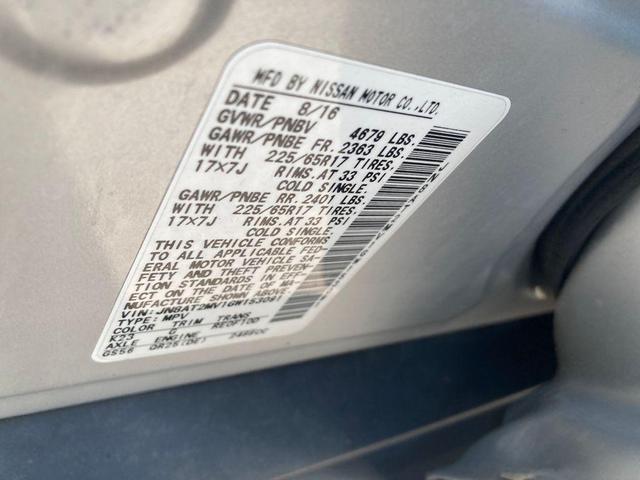 MFD BY NISSAN MOTOR CO.,LTD.
DATE 8/16
GVWR/PNBV 4679 LBS.
GAWR/PNBE FR. 2363 LBS.
WITH 225/65R17 TIRES.
17X7J RIMS.AT 33 PSI
COLD SINGLE.
GAWR/PNBE RR. 2401 LBS.
WITH 225/65R17 TIRES.
17X7J RIMS.AT 33 PSI
COLD SINGLE.
THIS VEHICLE CONFORMS
TO ALL APPLICABLE FED-
ERAL MOTOR VEHICLE SA-
FETY AND THEFT PREVEN-
TION STANDARDS IN EFF-
ECT ON THE DATE OF MA-
NUFACTURE SHOWN ABOVE.
TYPE: MPV
COLOR TRIM TRANS
K23
AXLE ENGINE
GS56 QR25(DE)